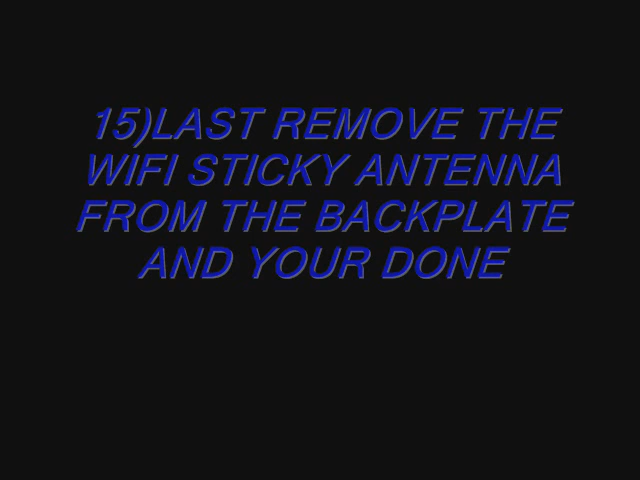 15)LAST REMOVE THE
WIFI STICKY ANTENNA
FROM THE BACKPLATE
AND YOUR DONE